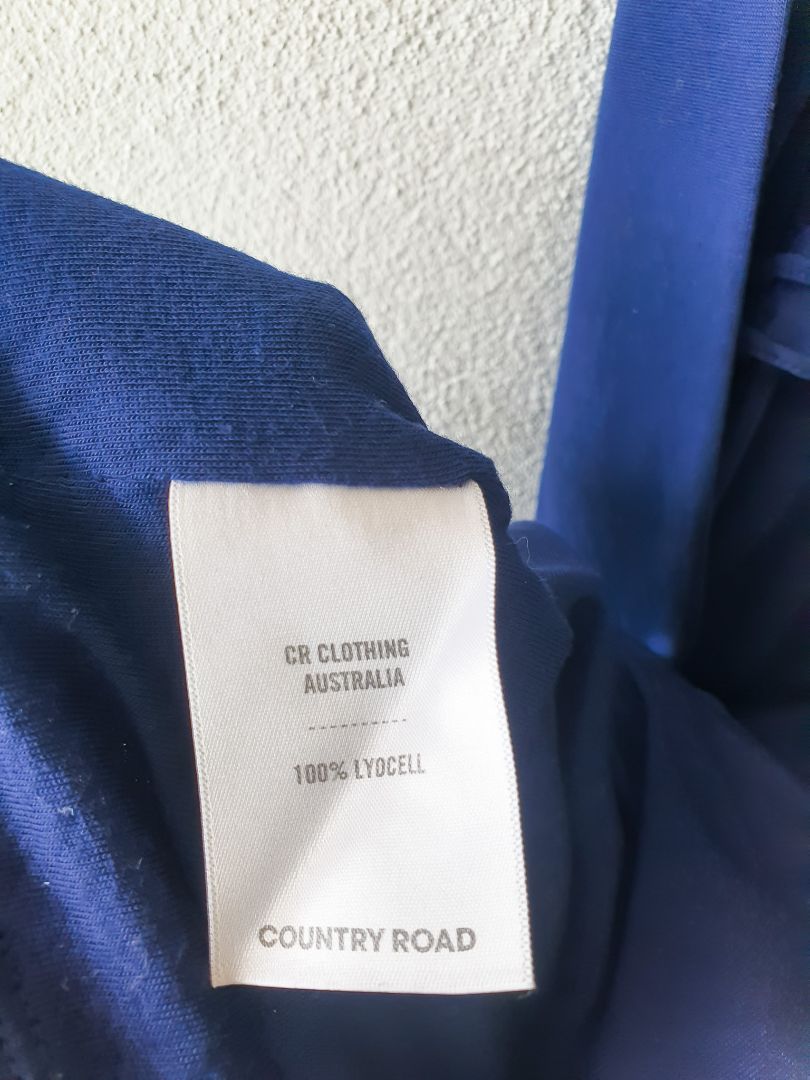 CR CLOTHING
AUSTRALIA
100% LYOCELL
COUNTRY ROAD